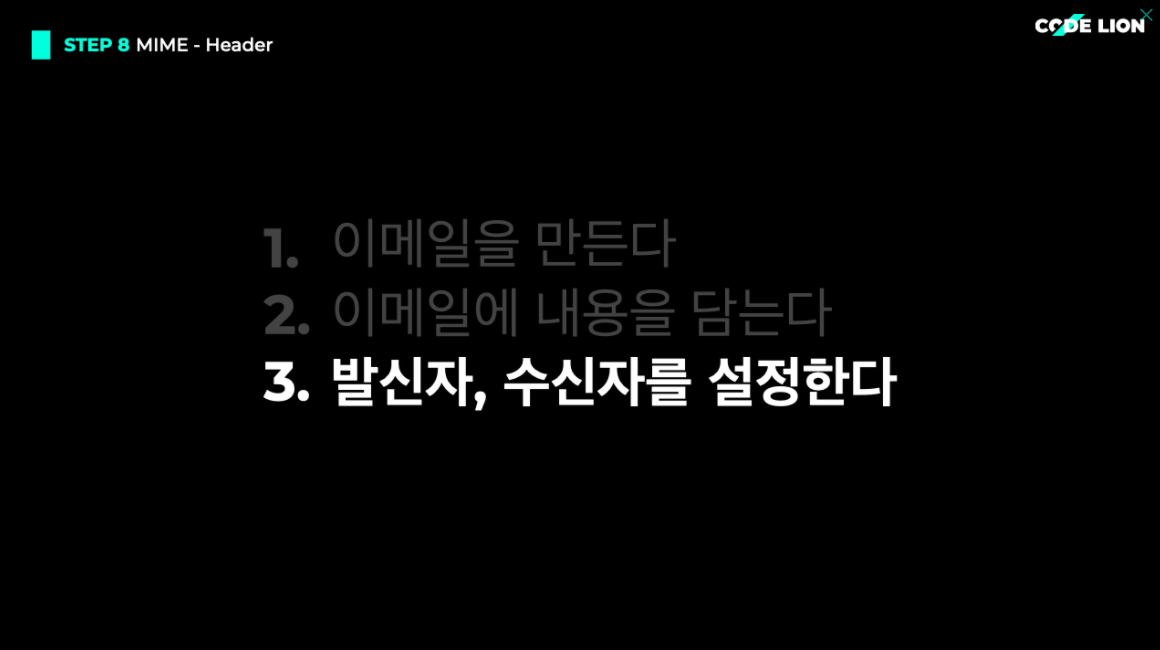 STEP 8 MIME - Header
CODE LION
1. 이메일을 만든다
2. 이메일에 내용을 담는다
3. 발신자, 수신자를 설정한다